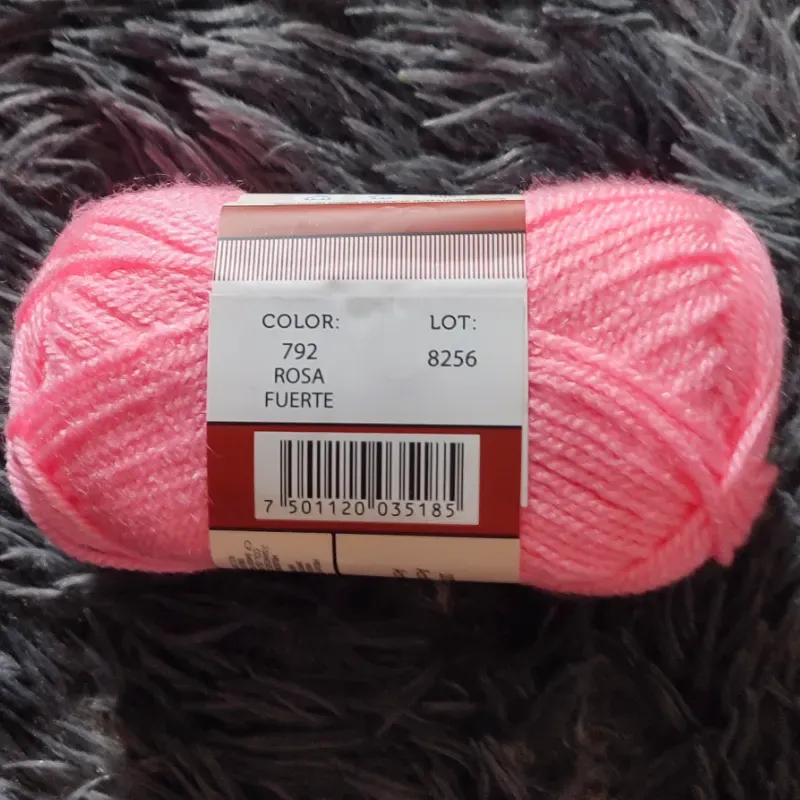 COLOR:
792
ROSA
FUERTE
LOT:
8256
7 501120 035185